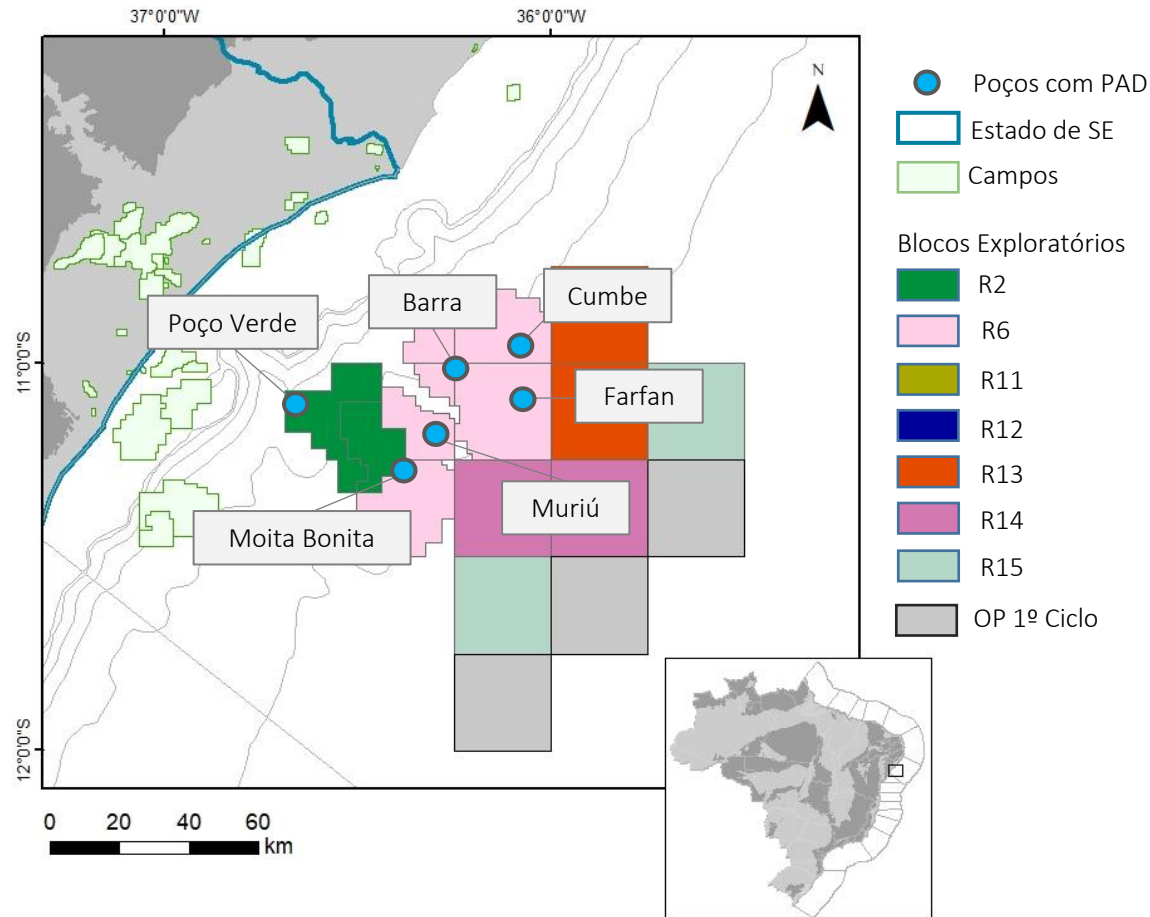 37°0'0"W
36°0'0"W
N
11°0'0"S
12°0'0"S
Poço Verde
Barra
Cumbe
Farfan
Muriú
Moita Bonita
0 20 40 60
km
Poços com PAD
Estado de SE
Campos
Blocos Exploratórios
R2
R6
R11
R12
R13
R14
R15
OP 1º Ciclo